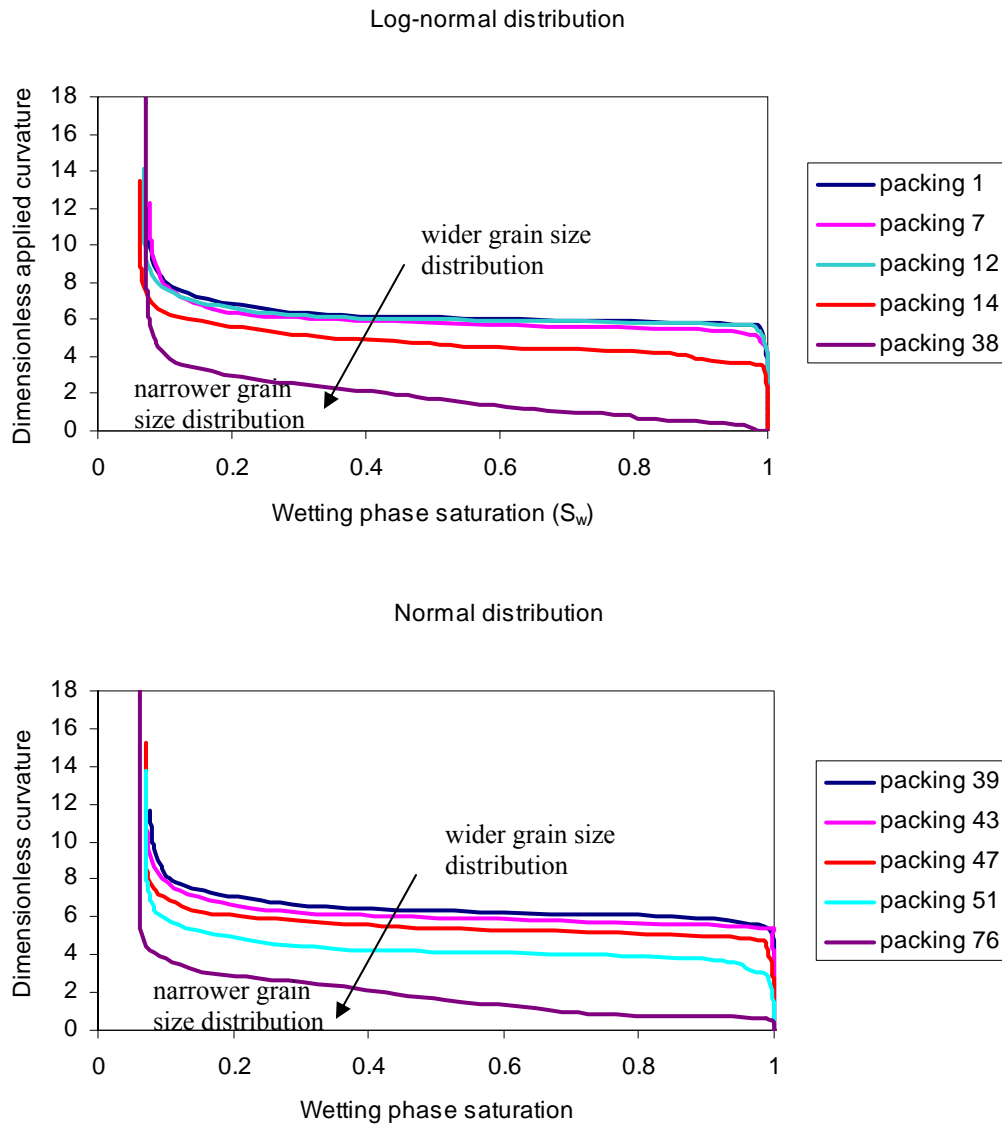 Log-normal distribution
18
16
14
12
10
8
6
4
2
0
Dimensionless applied curvature
wider grain size
distribution
narrower grain
size distribution
0
0.2
0.4
0.6
0.8
1
Wetting phase saturation (Sw)
packing 1
packing 7
packing 12
packing 14
packing 38
Normal distribution
18
16
14
12
10
8
6
4
2
0
Dimensionless curvature
wider grain size
distribution
narrower grain
size distribution
0
0.2
0.4
0.6
0.8
1
Wetting phase saturation
packing 39
packing 43
packing 47
packing 51
packing 76